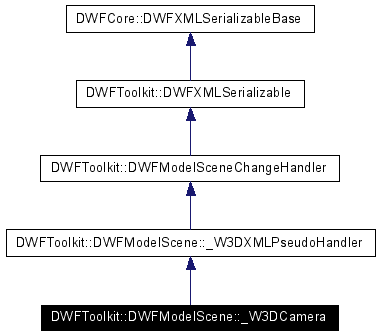 DWFCore::DWFXMLSerializableBase
DWFToolkit::DWFXMLSerializable
DWFToolkit::DWFModelSceneChangeHandler
DWFToolkit::DWFModelScene::_W3DXMLPseudoHandler
DWFToolkit::DWFModelScene::_W3DCamera